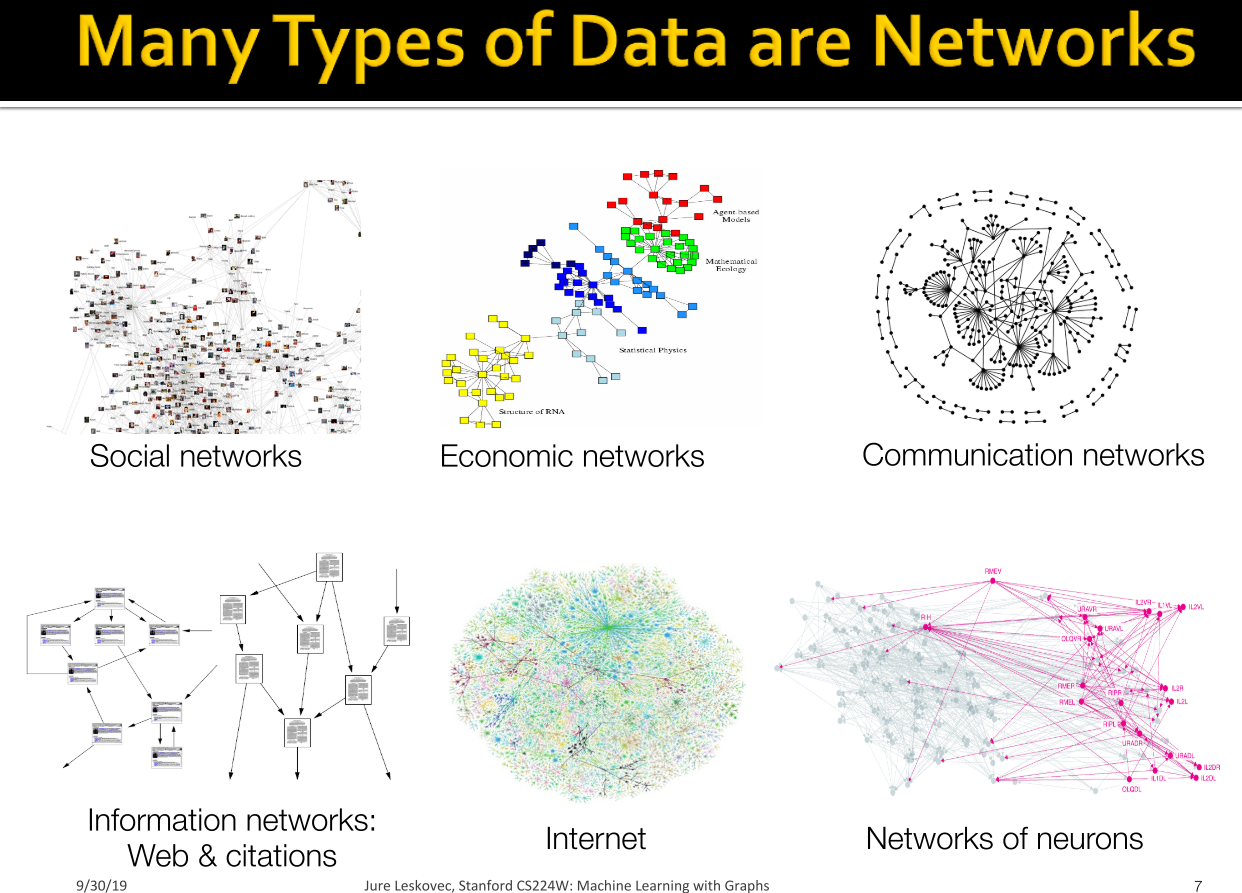 Many Types of Data are Networks
Agent-based
Models
Mathematical
Ecology
Statistical Physics
Structure of RNA
Social networks
Economic networks
Communication networks
RMEV
IL2VR
IL1VL
IL2VL
URAVR
RIH
URAVL
OLQVR
RMER
RIPR
IL2R
RMEL
IL2L
RIPL
URADR
URADL
IL2DR
IL1DL
IL2DL
OLQDL
Information networks:
Web & citations
Internet
Networks of neurons
9/30/19
Jure Leskovec, Stanford CS224W: Machine Learning with Graphs
7